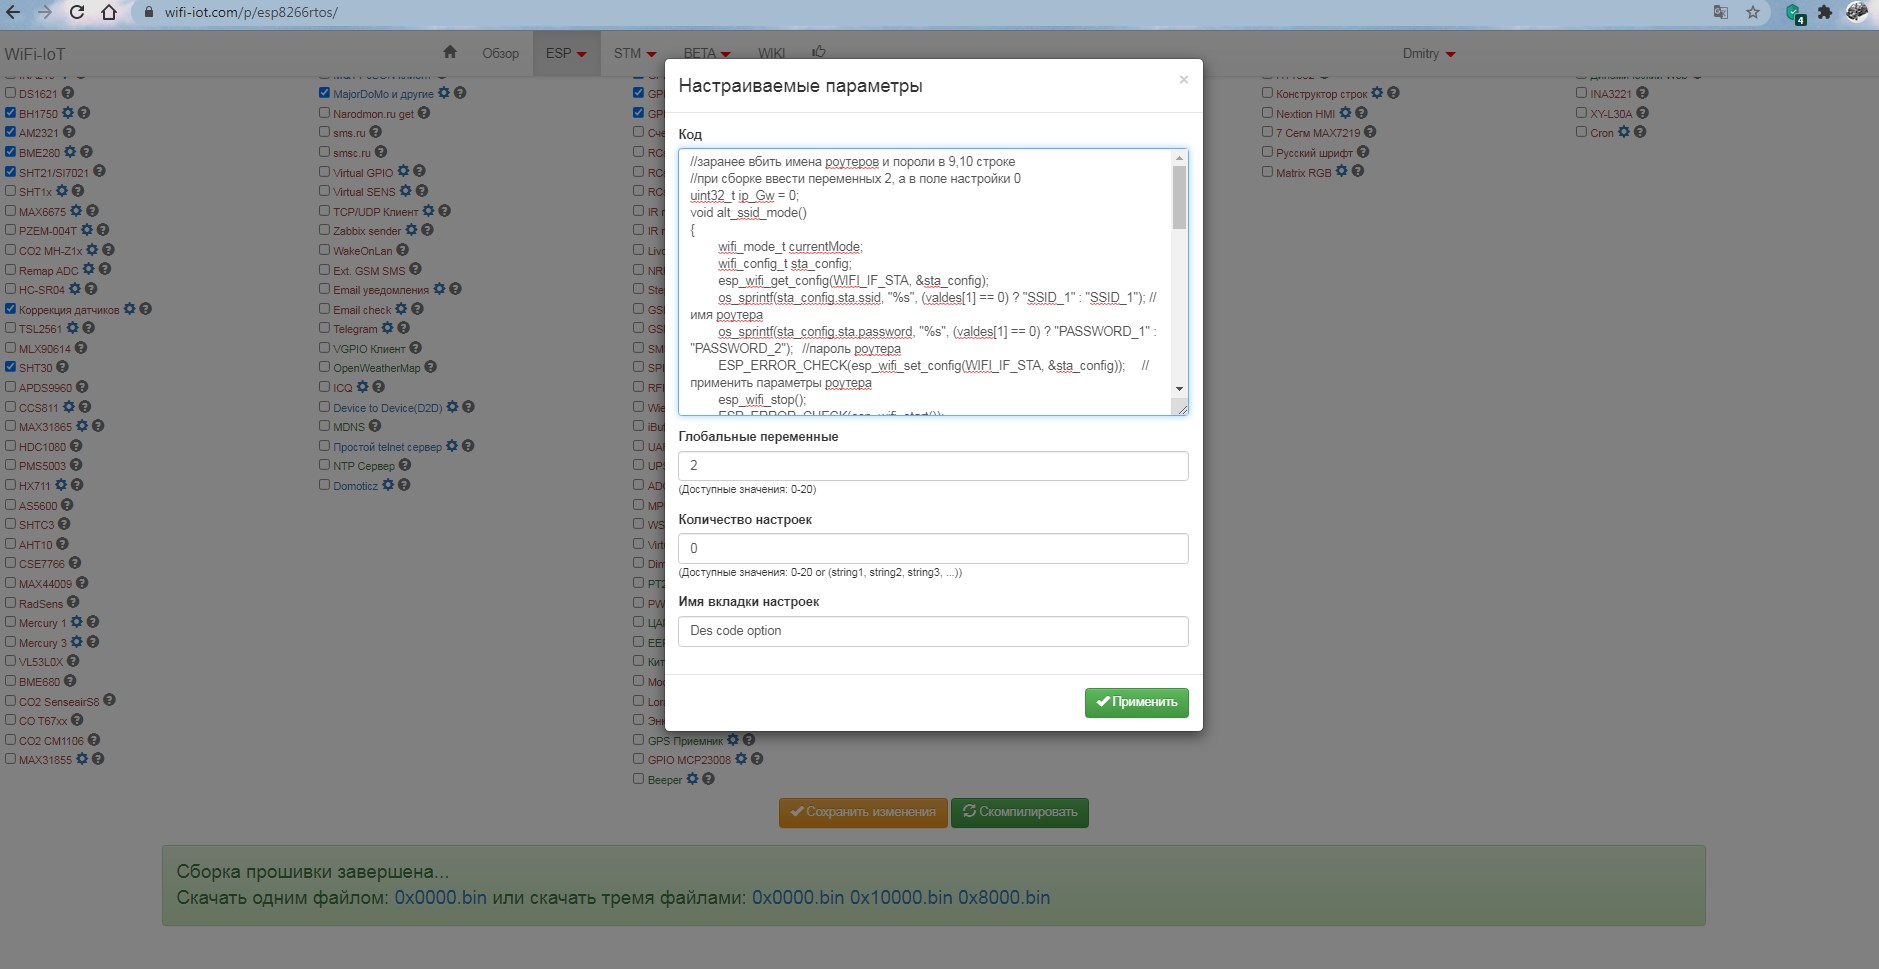 wifi-iot.com/p/esp8266rtos/
4
WiFi-IoT
Обзор
ESP
STM
BETA
WIKI
Dmitry
DS1621
BH1750
AM2321
BME280
SHT21/SI7021
SHT1x
MAX6675
PZEM-004T
CO2 MH-Z1x
Remap ADC
HC-SR04
Коррекция датчиков
TSL2561
MLX90614
SHT30
APDS9960
CCS811
MAX31865
HDC1080
PMS5003
HX711
AS5600
SHTC3
AHT10
CSE7766
MAX44009
RadSens
Mercury 1
Mercury 3
VL53L0X
BME680
CO2 SenseairS8
CO T67xx
CO2 CM1106
MAX31855
MajorDoMo и другие
Narodmon.ru get
sms.ru
smsc.ru
Virtual GPIO
Virtual SENS
TCP/UDP Клиент
Zabbix sender
WakeOnLan
Ext. GSM SMS
Email уведомления
Email check
Telegram
VGPIO Клиент
OpenWeatherMap
ICQ
Device to Device(D2D)
MDNS
Простой telnet сервер
NTP Сервер
Domoticz
GPS Приемник
GPIO MCP23008
Beeper
Настраиваемые параметры
×
Код
//заранее вбить имена роутеров и пороли в 9,10 строке
//при сборке ввести переменных 2, а в поле настройки 0
uint32_t ip_Gw = 0;
void alt_ssid_mode()
{
wifi_mode_t currentMode;
wifi_config_t sta_config;
esp_wifi_get_config(WIFI_IF_STA, &sta_config);
os_sprintf(sta_config.sta.ssid, "%s", (valdes[1] == 0) ? "SSID_1" : "SSID_1"); //
имя роутера
os_sprintf(sta_config.sta.password, "%s", (valdes[1] == 0) ? "PASSWORD_1" :
"PASSWORD_2"); //пароль роутера
ESP_ERROR_CHECK(esp_wifi_set_config(WIFI_IF_STA, &sta_config)); //
применить параметры роутера
esp_wifi_stop();
ESP_ERROR_CHECK(esp_wifi_start());
Глобальные переменные
2
(Доступные значения: 0-20)
Количество настроек
0
(Доступные значения: 0-20 or (string1, string2, string3, ...))
Имя вкладки настроек
Des code option
Применить
Конструктор строк
Nextion HMI
7 Сегм MAX7219
Русский шрифт
Matrix RGB
INA3221
XY-L30A
Cron
Сохранить изменения
Скомпилировать
Сборка прошивки завершена...
Скачать одним файлом: 0x0000.bin или скачать тремя файлами: 0x0000.bin 0x10000.bin 0x8000.bin